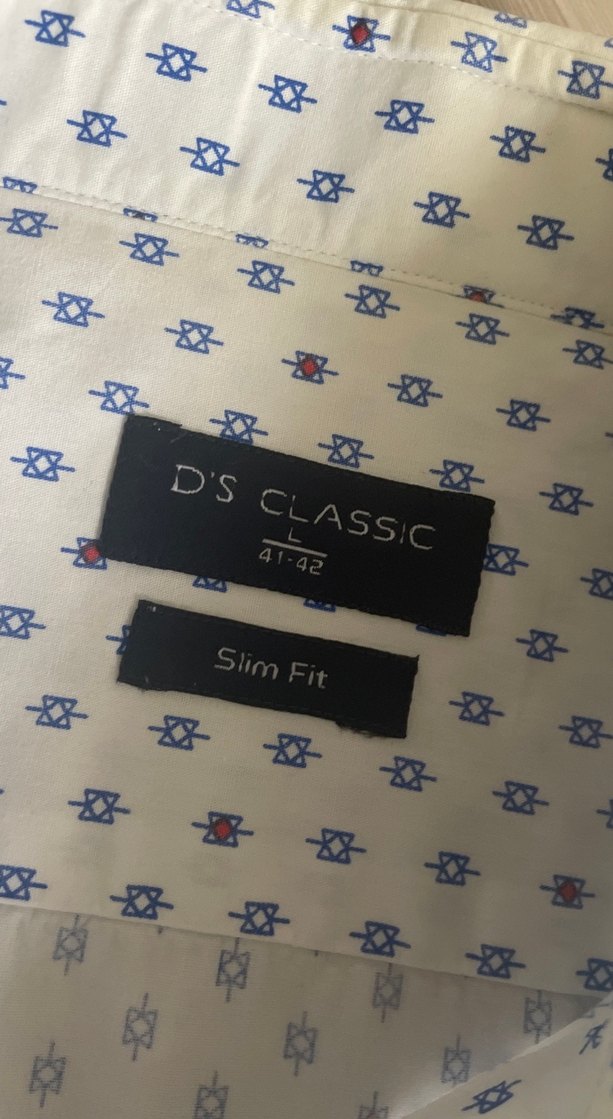 D'S CLASSIC
L
41-42
Slim Fit